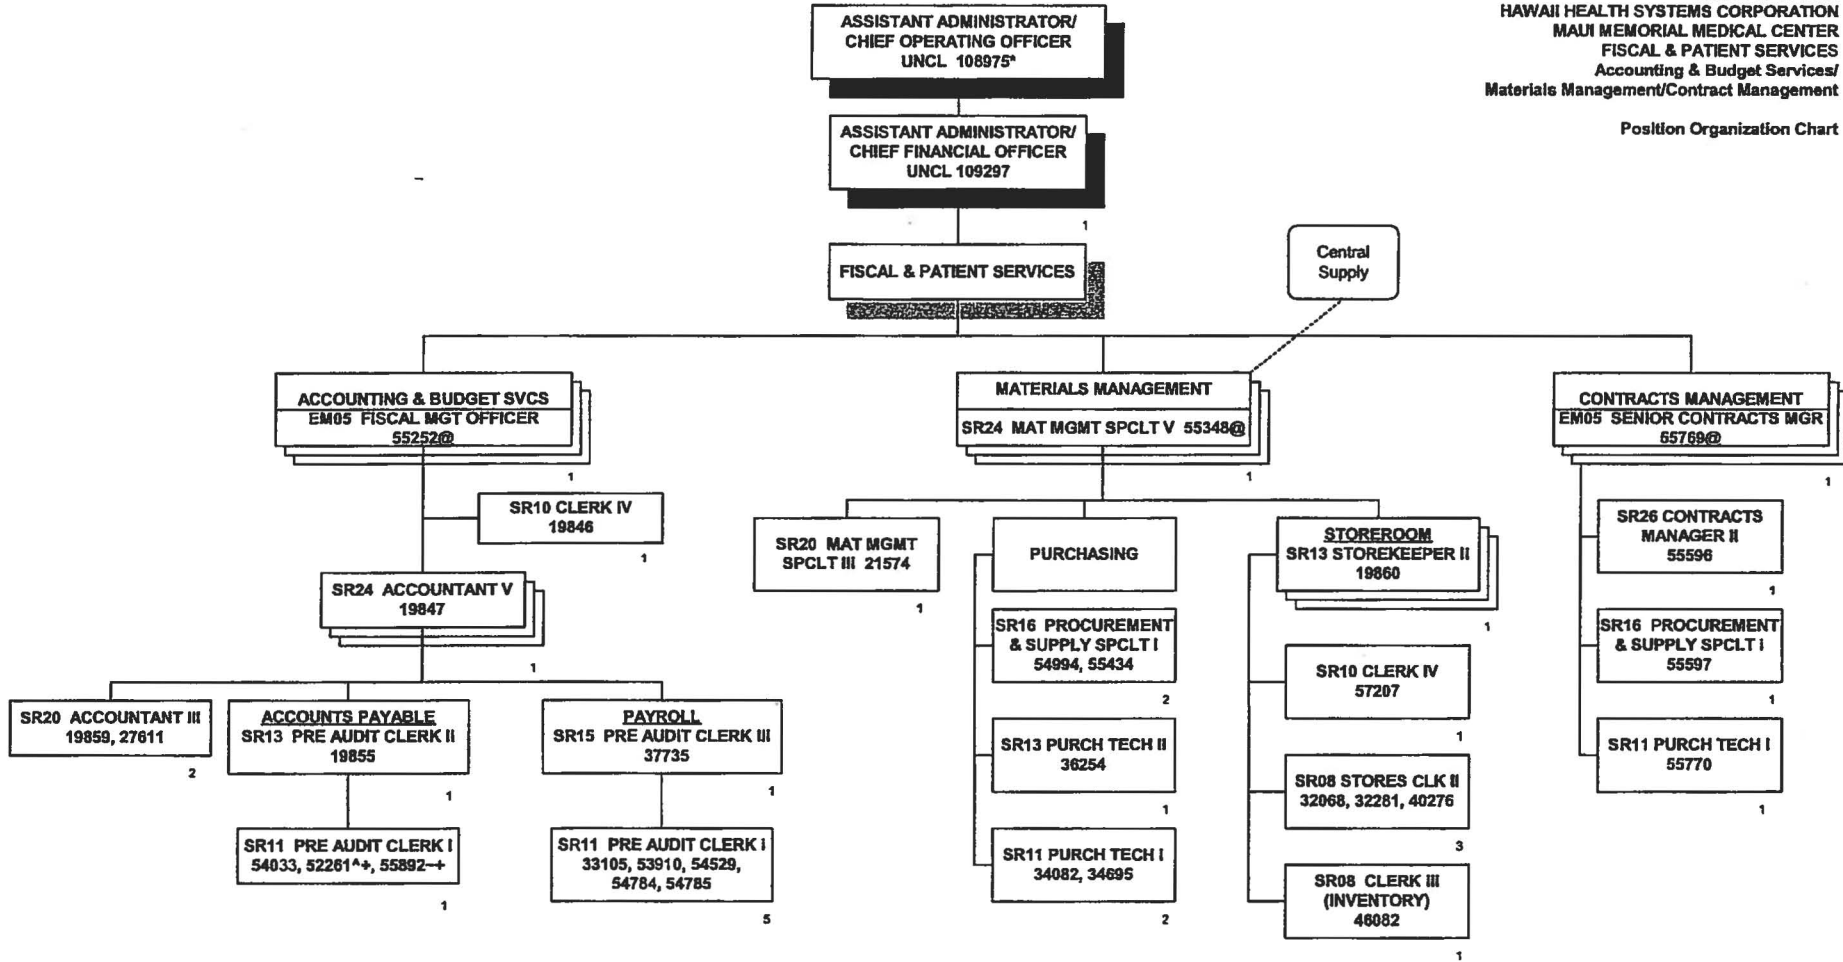 HAWAII HEALTH SYSTEMS CORPORATION
MAUI MEMORIAL MEDICAL CENTER
FISCAL & PATIENT SERVICES
Accounting & Budget Services/
Materials Management/Contract Management
Position Organization Chart
ASSISTANT ADMINISTRATOR/
CHIEF OPERATING OFFICER
UNCL 108975*
ASSISTANT ADMINISTRATOR/
CHIEF FINANCIAL OFFICER
UNCL 109297
1
FISCAL & PATIENT SERVICES
Central
Supply
ACCOUNTING & BUDGET SVCS
EM05 FISCAL MGT OFFICER
55252@
1
SR10 CLERK IV
19846
1
SR24 ACCOUNTANT V
19847
1
SR20 ACCOUNTANT III
19859, 27611
2
ACCOUNTS PAYABLE
SR13 PRE AUDIT CLERK II
19855
1
SR11 PRE AUDIT CLERK I
54033, 52261^+, 55892~+
1
PAYROLL
SR15 PRE AUDIT CLERK III
37735
1
SR11 PRE AUDIT CLERK I
33105, 53910, 54529,
54784, 54785
5
MATERIALS MANAGEMENT
SR24 MAT MGMT SPCLT V 55348@
1
SR20 MAT MGMT
SPCLT III 21574
1
PURCHASING
SR16 PROCUREMENT
& SUPPLY SPCLT I
54994, 55434
2
SR13 PURCH TECH II
36254
1
SR11 PURCH TECH I
34082, 34695
2
STOREROOM
SR13 STOREKEEPER II
19860
1
SR10 CLERK IV
57207
1
SR08 STORES CLK II
32068, 32281, 40276
3
SR08 CLERK III
(INVENTORY)
46082
1
CONTRACTS MANAGEMENT
EM05 SENIOR CONTRACTS MGR
55769@
1
SR26 CONTRACTS
MANAGER II
55596
1
SR16 PROCUREMENT
& SUPPLY SPCLT I
55597
1
SR11 PURCH TECH I
55770
1